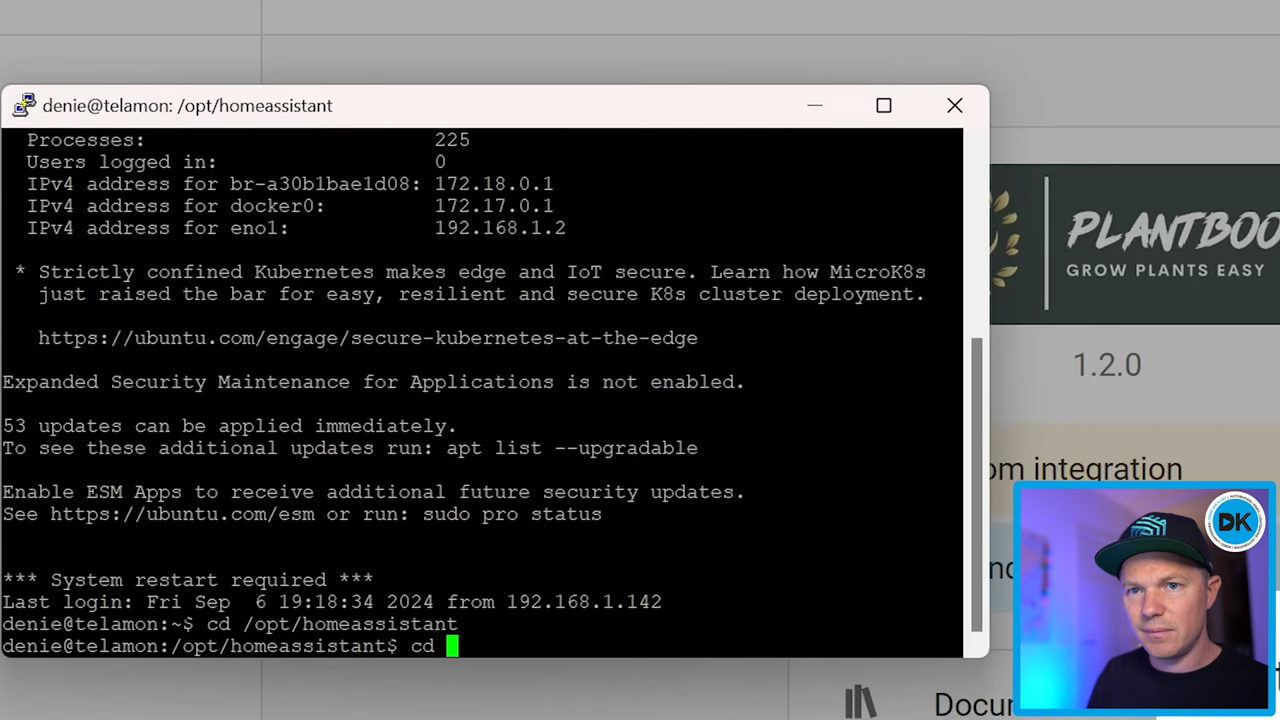 denie@telamon: /opt/homeassistant
Processes: 225
Users logged in: 0
IPv4 address for br-a30b1bae1d08: 172.18.0.1
IPv4 address for docker0: 172.17.0.1
IPv4 address for eno1: 192.168.1.2
* Strictly confined Kubernetes makes edge and IoT secure. Learn how MicroK8s
just raised the bar for easy, resilient and secure K8s cluster deployment.
https://ubuntu.com/engage/secure-kubernetes-at-the-edge
Expanded Security Maintenance for Applications is not enabled.
53 updates can be applied immediately.
To see these additional updates run: apt list --upgradable
Enable ESM Apps to receive additional future security updates.
See https://ubuntu.com/esm or run: sudo pro status
*** System restart required ***
Last login: Fri Sep  6 19:18:34 2024 from 192.168.1.142
denie@telamon:~$ cd /opt/homeassistant
denie@telamon:/opt/homeassistant$ cd
PLANTBOO
GROW PLANTS EASY
1.2.0
om integration
DK
Docum